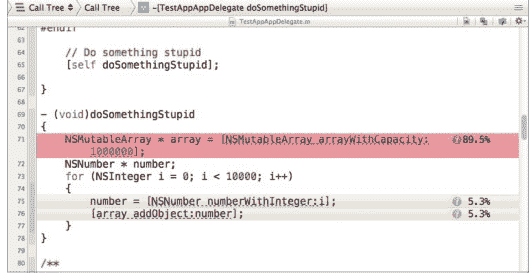 Call Tree Call Tree -[TestAppAppDelegate doSomethingStupid]
TestAppAppDelegate.m
62 #endif
63
64 // Do something stupid
65 [self doSomethingStupid];
66
67 }
68
69 - (void)doSomethingStupid
70 {
71 NSMutableArray * array = [NSMutableArray arrayWithCapacity: 89.5%
1000000];
72 NSNumber * number;
73 for (NSInteger i = 0; i < 10000; i++)
74 {
75 number = [NSNumber numberWithInteger:i]; 5.3%
76 [array addObject:number]; 5.3%
77 }
78 }
79
80 /**